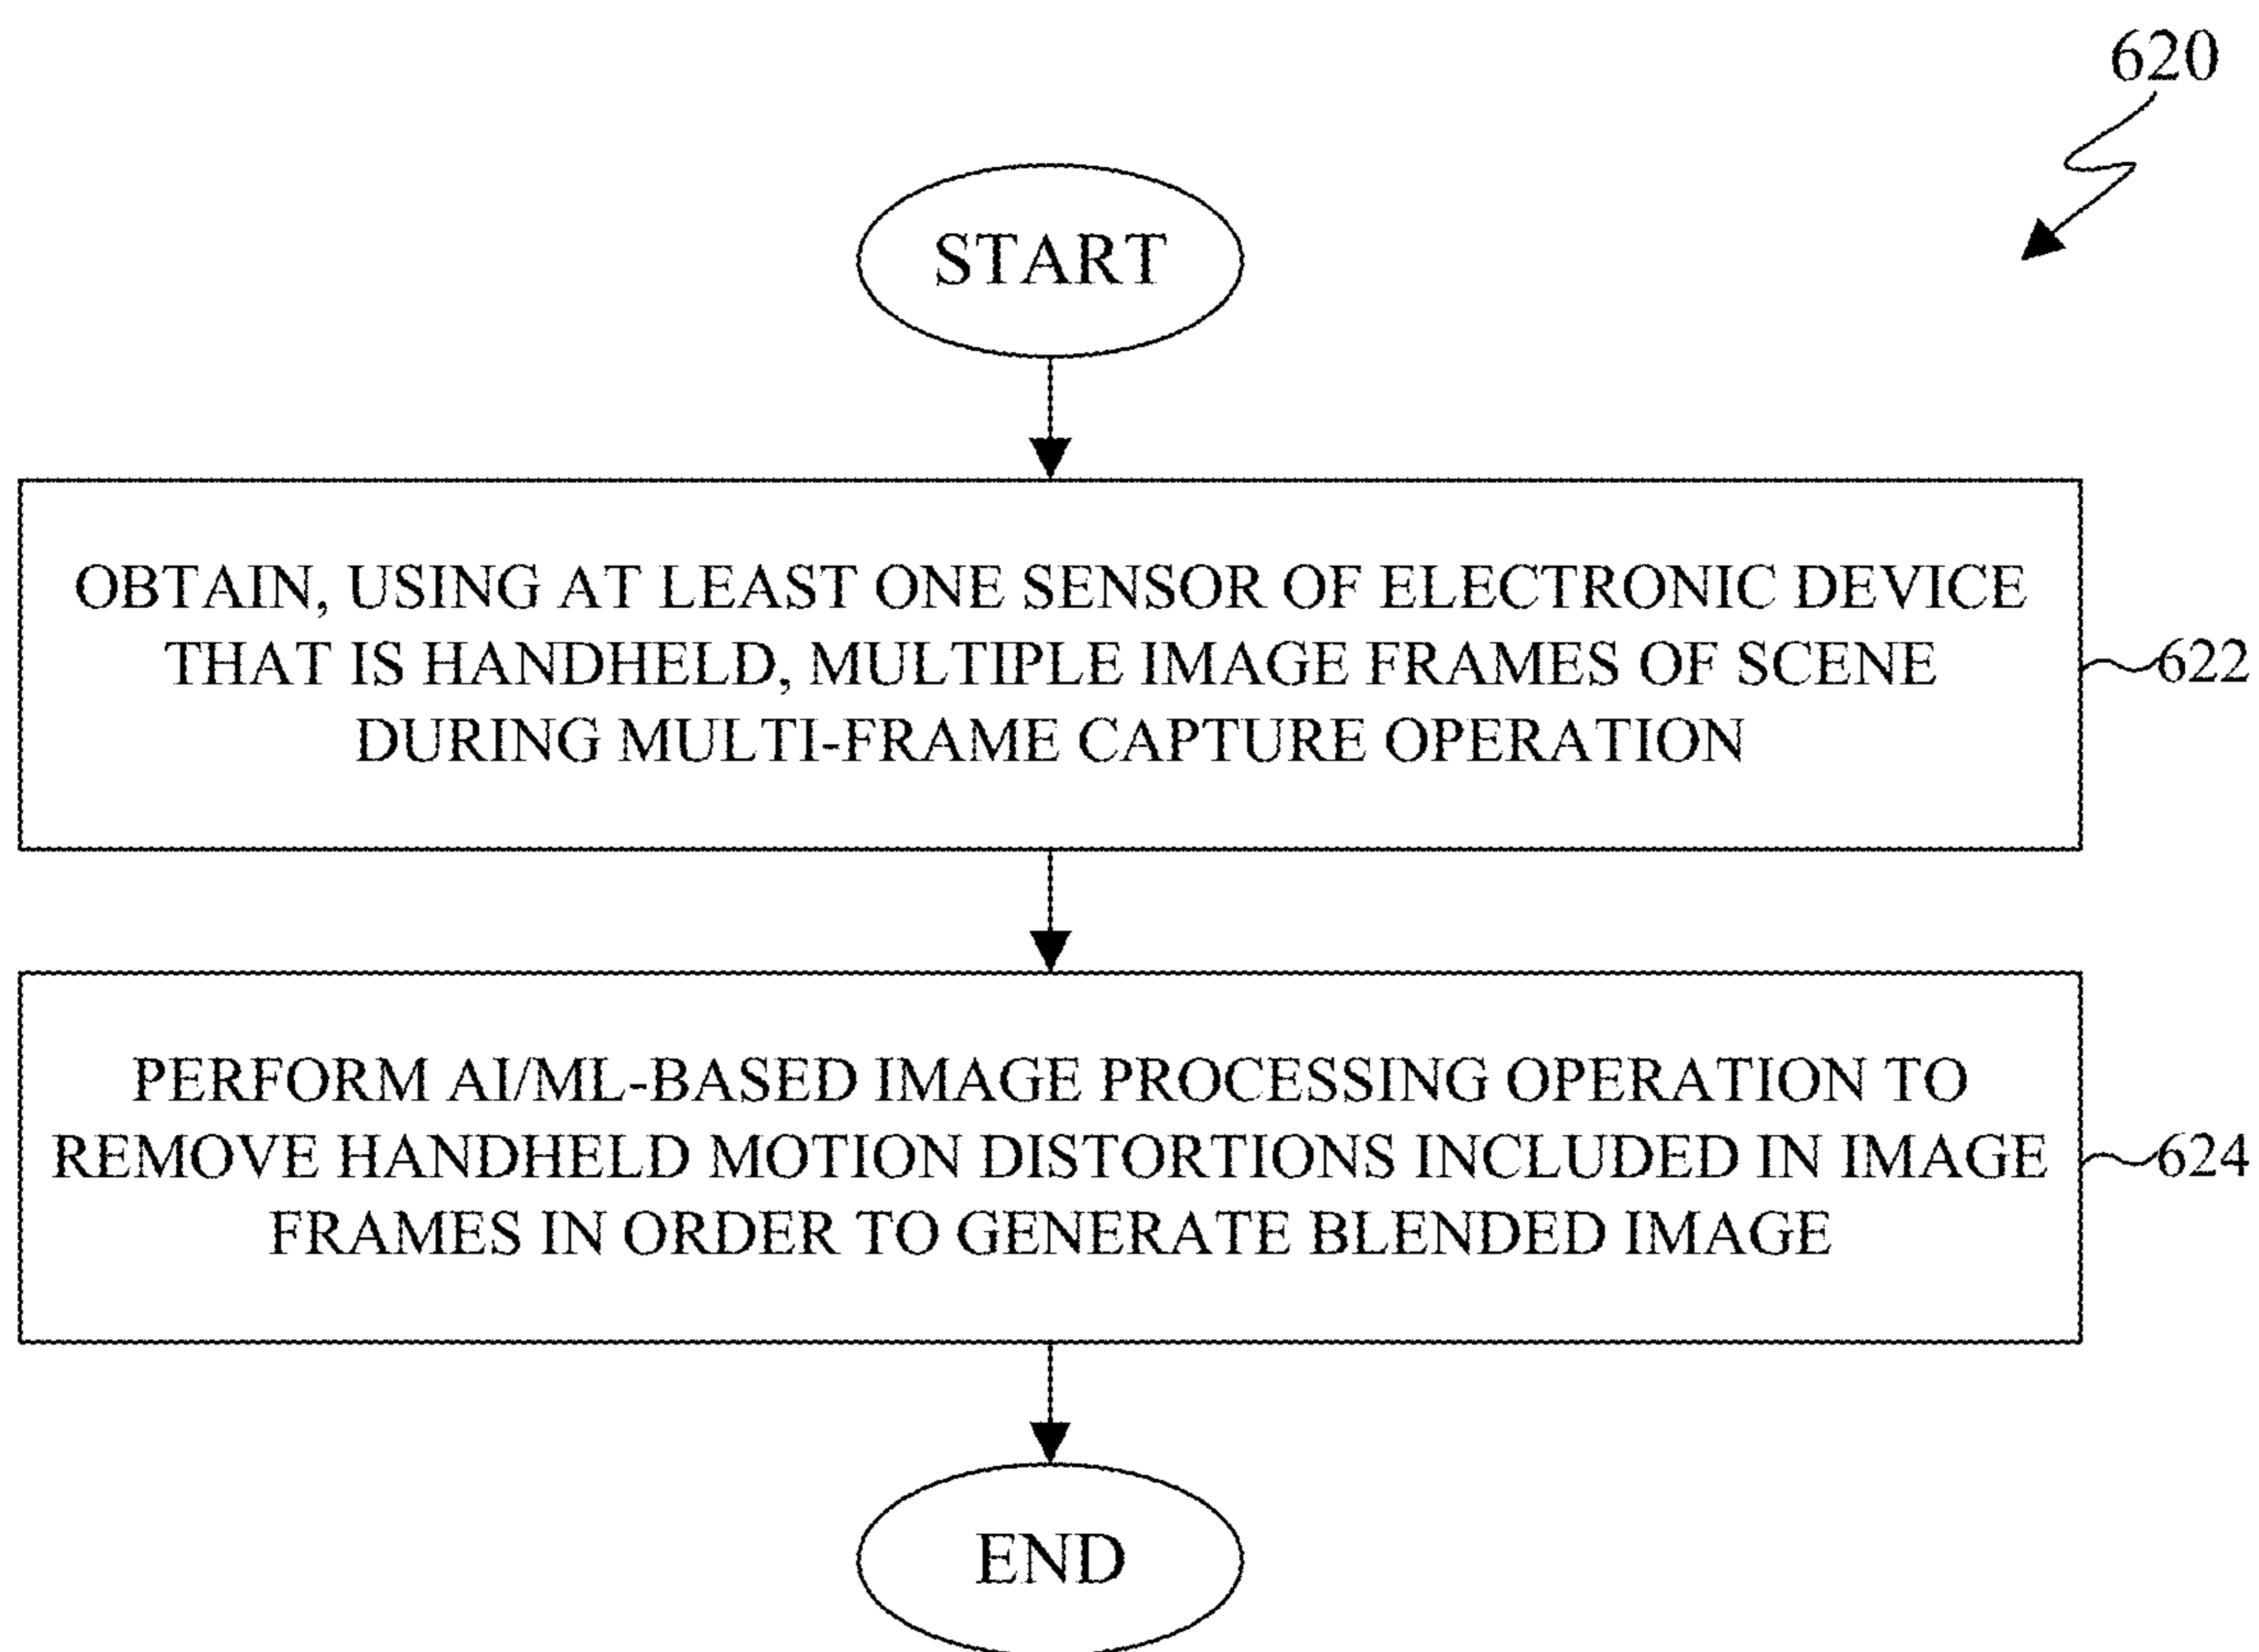 620
START
OBTAIN, USING AT LEAST ONE SENSOR OF ELECTRONIC DEVICE
THAT IS HANDHELD, MULTIPLE IMAGE FRAMES OF SCENE
DURING MULTI-FRAME CAPTURE OPERATION
622
PERFORM AI/ML-BASED IMAGE PROCESSING OPERATION TO
REMOVE HANDHELD MOTION DISTORTIONS INCLUDED IN IMAGE
FRAMES IN ORDER TO GENERATE BLENDED IMAGE
624
END